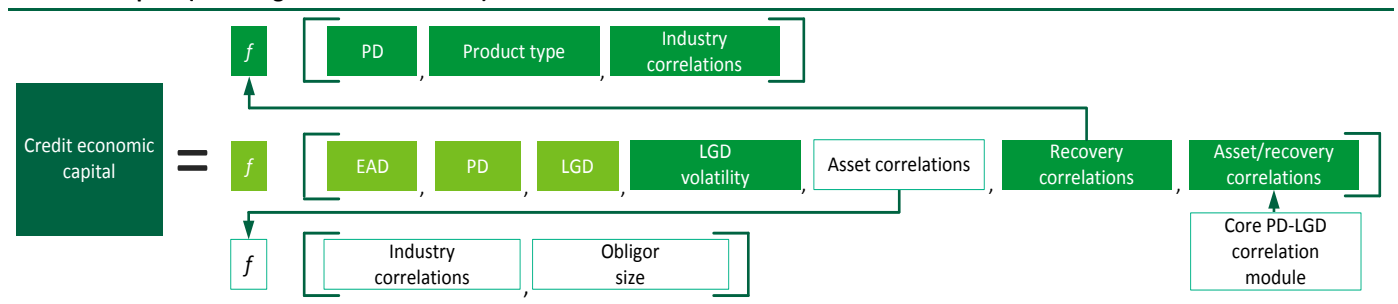 f
PD
,
Product type
,
Industry
correlations
Credit economic
capital
=
f
EAD
,
PD
,
LGD
,
LGD
volatility
,
Asset correlations
,
Recovery
correlations
,
Asset/recovery
correlations
f
Industry
correlations
,
Obligor
size
Core PD-LGD
correlation
module